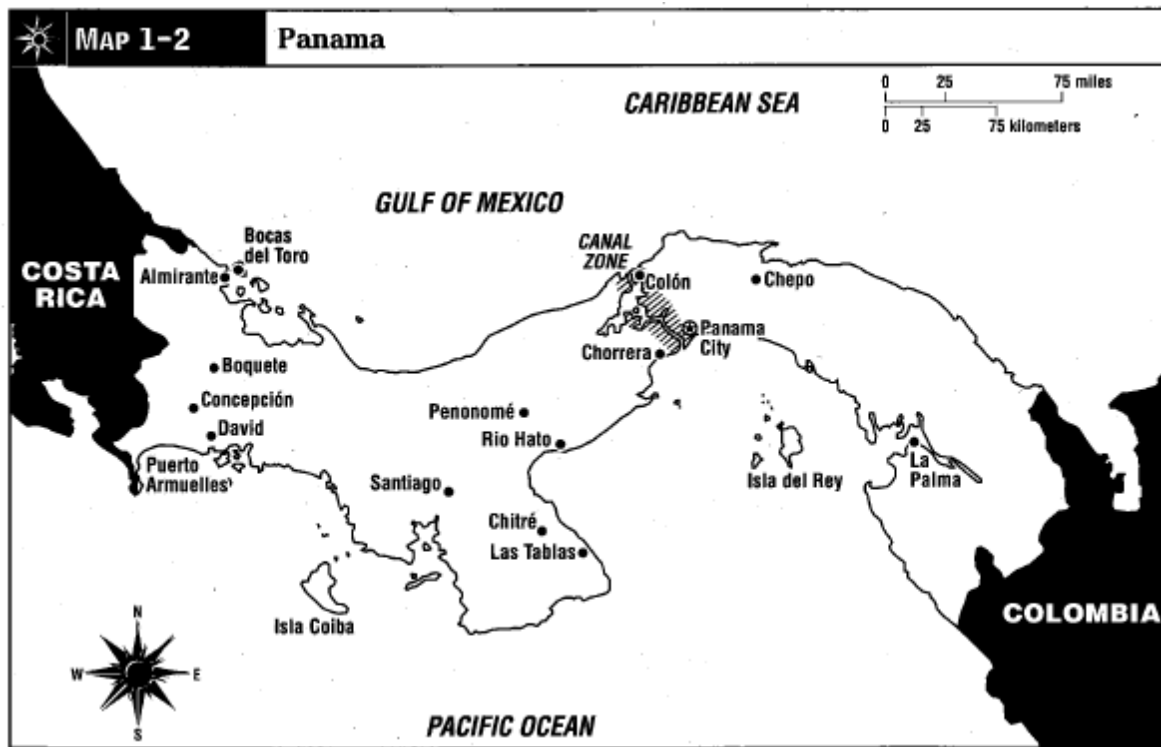 MAP 1-2
Panama
0 25 75 miles
0 25 75 kilometers
CARIBBEAN SEA
GULF OF MEXICO
CANAL
ZONE
Bocas
del Toro
Almirante
COSTA
RICA
Colón
Chepo
Panama
City
Chorrera
Boquete
Concepción
David
Penonomé
Rio Hato
Puerto
Armuelles
Santiago
Isla del Rey
La
Palma
Chitré
Las Tablas
Isla Coiba
COLOMBIA
N
W E
S
PACIFIC OCEAN